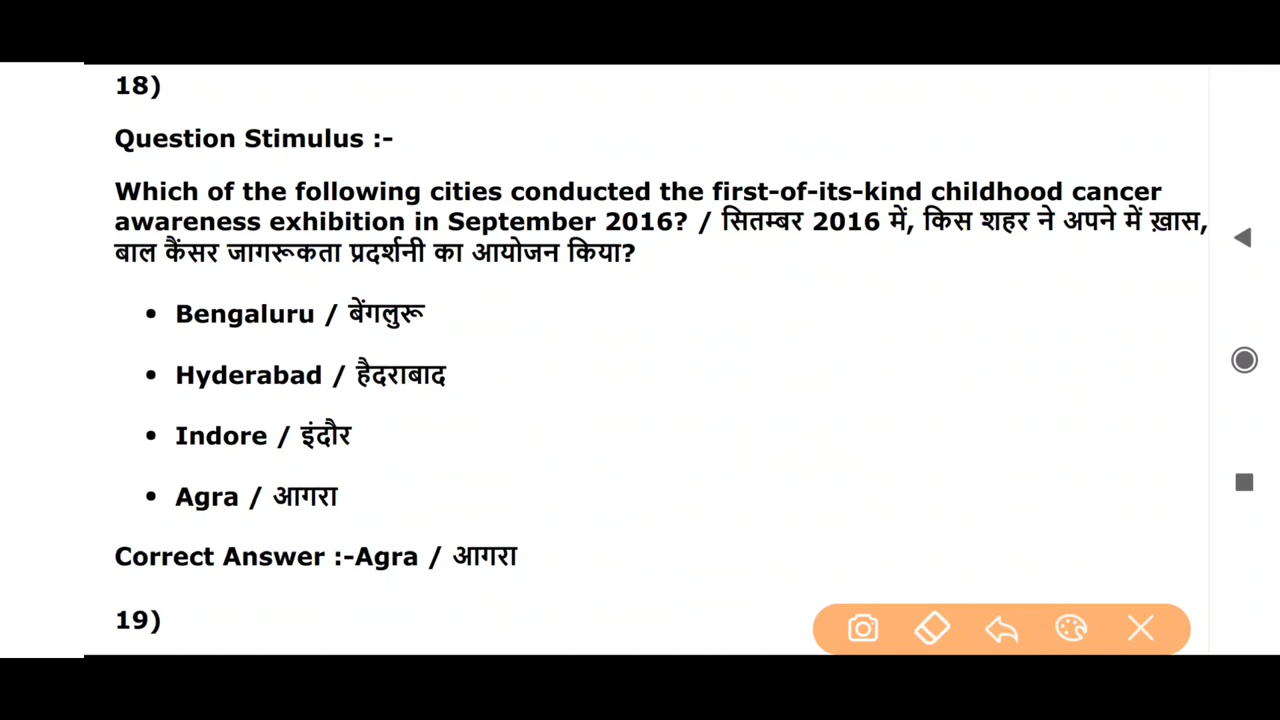 18)
Question Stimulus :-
Which of the following cities conducted the first-of-its-kind childhood cancer
awareness exhibition in September 2016? / सितम्बर 2016 में, किस शहर ने अपने में ख़ास,
बाल कैंसर जागरूकता प्रदर्शनी का आयोजन किया?
• Bengaluru / बेंगलुरू
• Hyderabad / हैदराबाद
• Indore / इंदौर
• Agra / आगरा
Correct Answer :-Agra / आगरा
19)